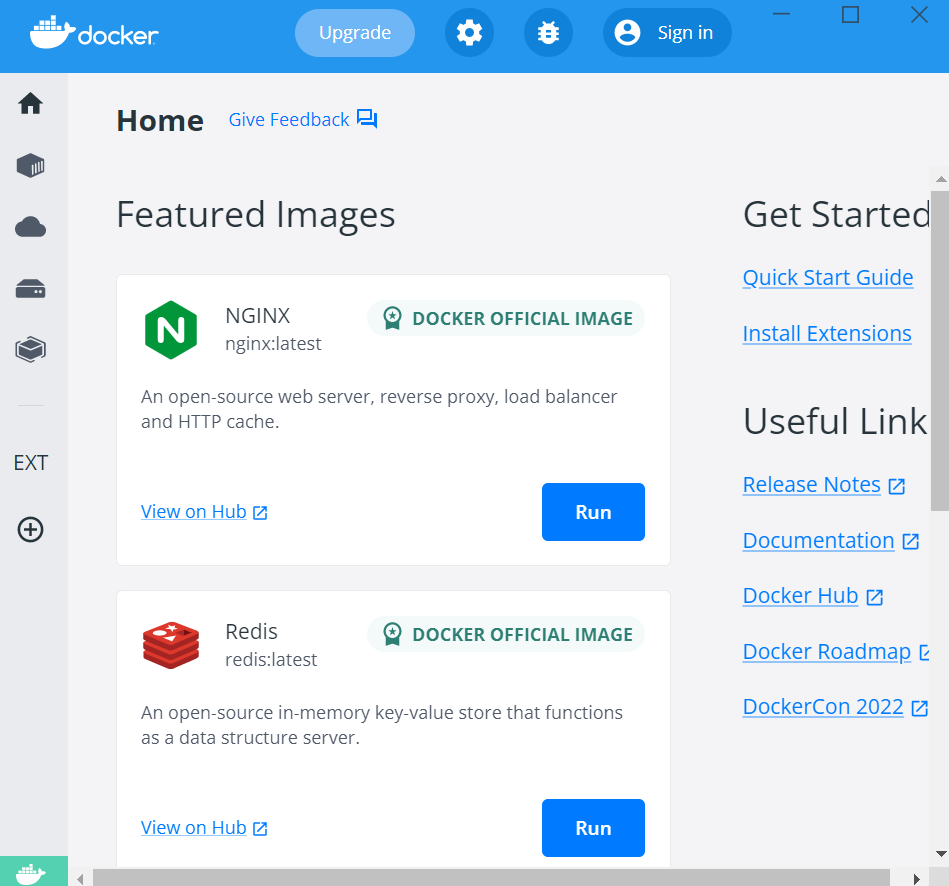 docker
Upgrade
Sign in
Home
Give Feedback
Featured Images
NGINX
nginx:latest
DOCKER OFFICIAL IMAGE
An open-source web server, reverse proxy, load balancer
and HTTP cache.
View on Hub
Run
Redis
redis:latest
DOCKER OFFICIAL IMAGE
An open-source in-memory key-value store that functions
as a data structure server.
View on Hub
Run
Get Started
Quick Start Guide
Install Extensions
Useful Link
Release Notes
Documentation
Docker Hub
Docker Roadmap
DockerCon 2022
EXT